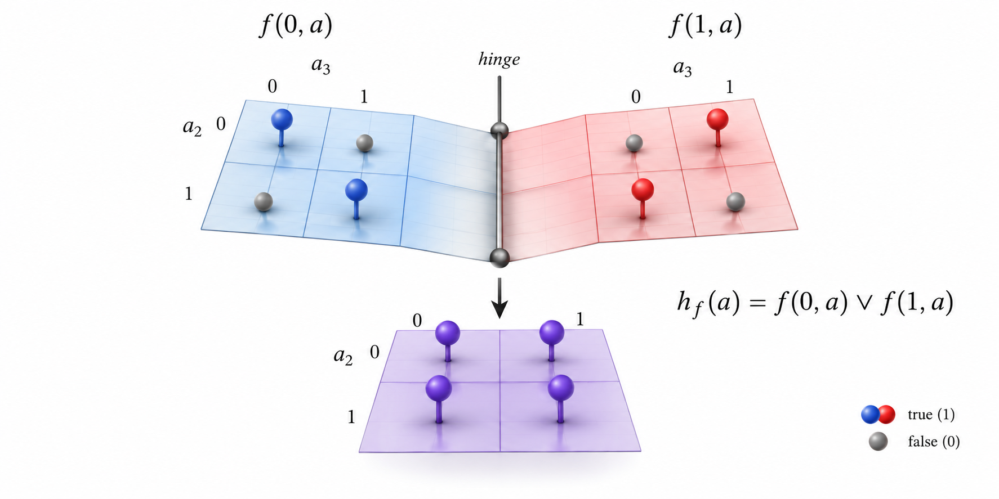 f(0, a)
f(1, a)
hinge
a₃
a₃
0
1
0
1
a₂ 0
1
h_f(a) = f(0, a) ∨ f(1, a)
0
1
a₂ 0
1
true (1)
false (0)